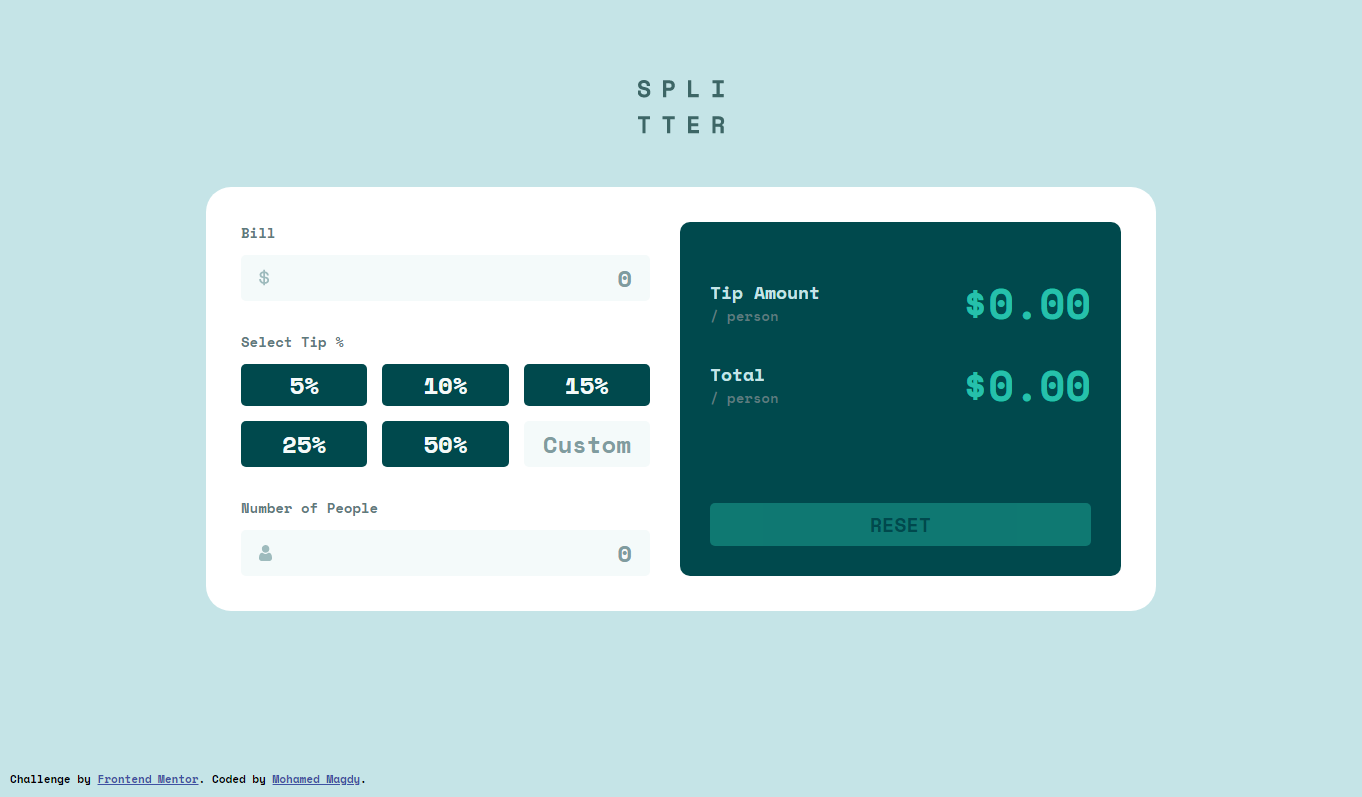 SPLI
TTER
Bill
$ 0
Select Tip %
5% 10% 15%
25% 50% Custom
Number of People
0
Tip Amount
/ person
$0.00
Total
/ person
$0.00
RESET
Challenge by Frontend Mentor. Coded by Mohamed Magdy.